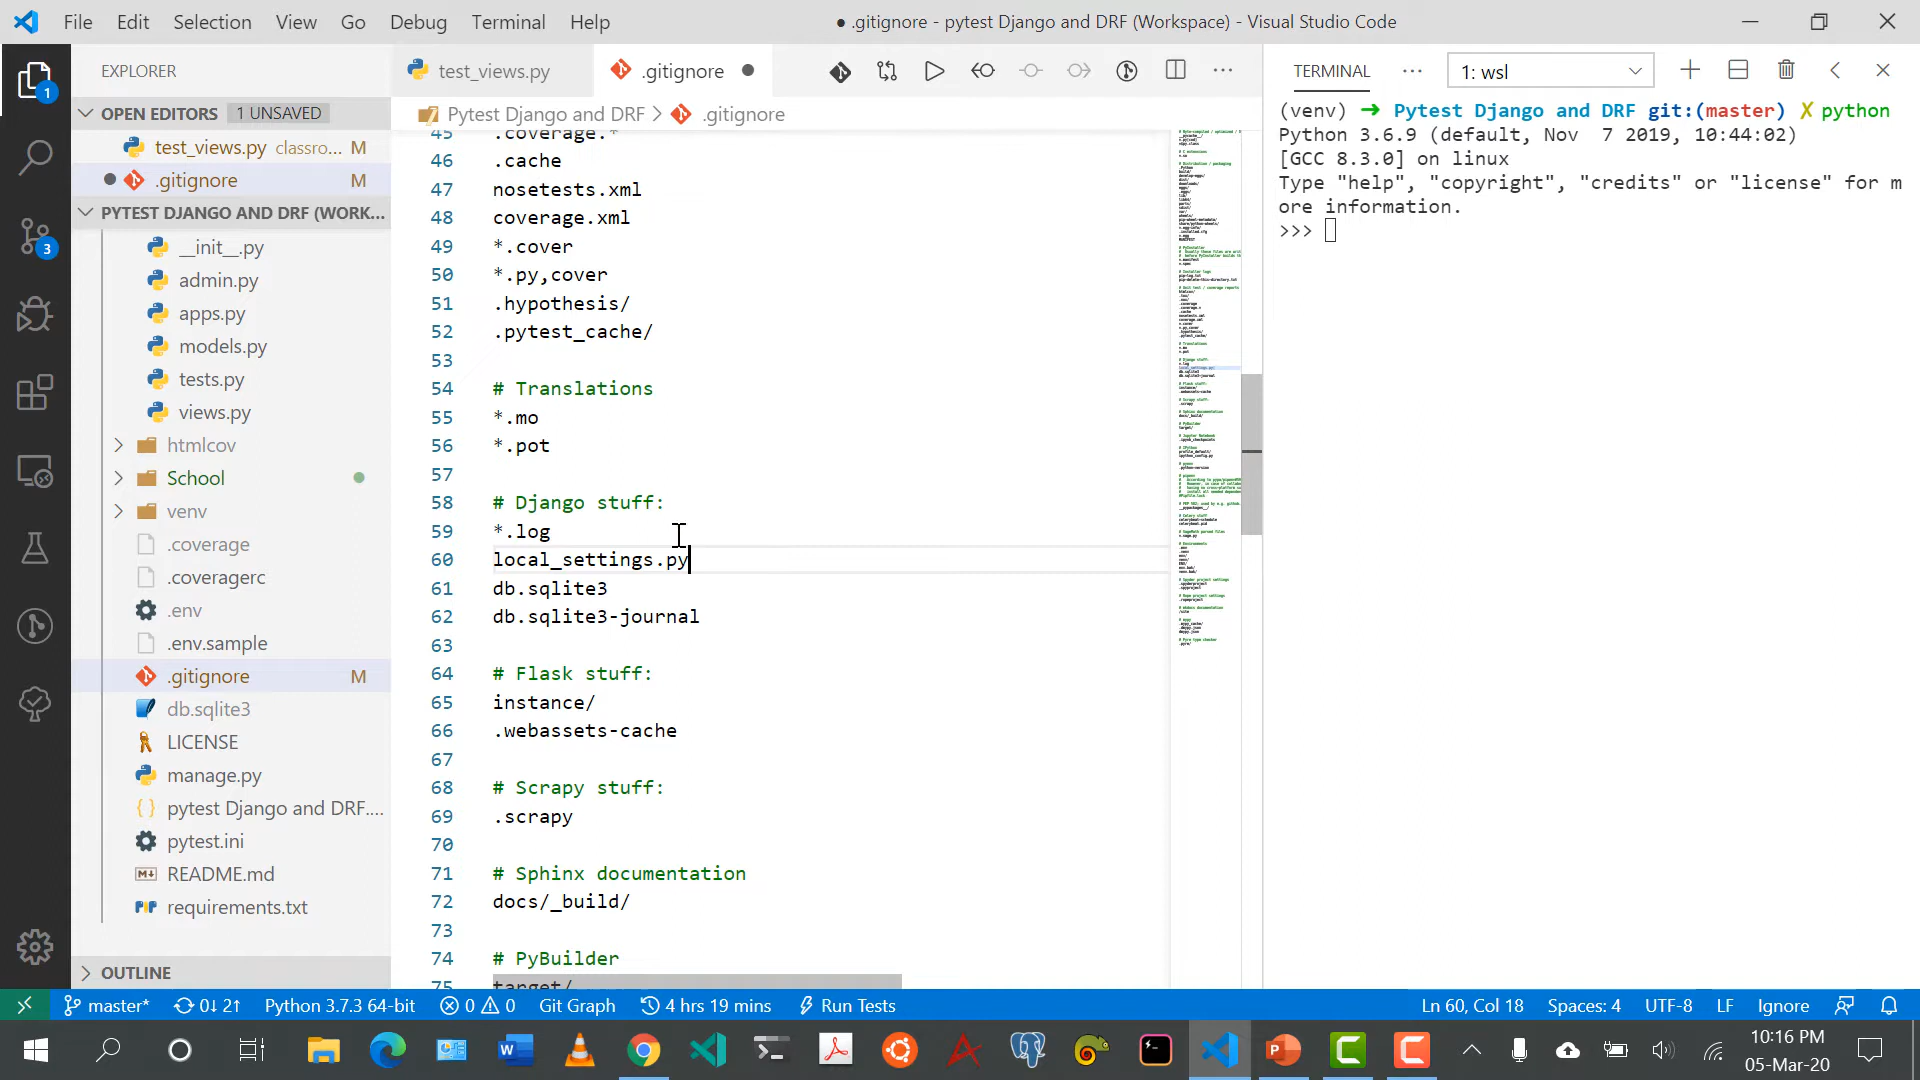 File Edit Selection View Go Debug Terminal Help
● .gitignore - pytest Django and DRF (Workspace) - Visual Studio Code
EXPLORER
OPEN EDITORS 1 UNSAVED
test_views.py classro... M
.gitignore M
PYTEST DJANGO AND DRF (WORK...
__init__.py
admin.py
apps.py
models.py
tests.py
views.py
htmlcov
School
venv
.coverage
.coveragerc
.env
.env.sample
.gitignore M
db.sqlite3
LICENSE
manage.py
pytest Django and DRF....
pytest.ini
README.md
requirements.txt
OUTLINE
1
3
test_views.py
.gitignore
Pytest Django and DRF > .gitignore
45 .coverage.*
46 .cache
47 nosetests.xml
48 coverage.xml
49 *.cover
50 *.py,cover
51 .hypothesis/
52 .pytest_cache/
53
54 # Translations
55 *.mo
56 *.pot
57
58 # Django stuff:
59 *.log
60 local_settings.py
61 db.sqlite3
62 db.sqlite3-journal
63
64 # Flask stuff:
65 instance/
66 .webassets-cache
67
68 # Scrapy stuff:
69 .scrapy
70
71 # Sphinx documentation
72 docs/_build/
73
74 # PyBuilder
75 target/
TERMINAL ... 1: wsl
(venv) ➜ Pytest Django and DRF git:(master) ✗ python
Python 3.6.9 (default, Nov  7 2019, 10:44:02)
[GCC 8.3.0] on linux
Type "help", "copyright", "credits" or "license" for m
ore information.
>>>
master* 0↓ 2↑ Python 3.7.3 64-bit 0 0 Git Graph 4 hrs 19 mins Run Tests
Ln 60, Col 18 Spaces: 4 UTF-8 LF Ignore
10:16 PM
05-Mar-20